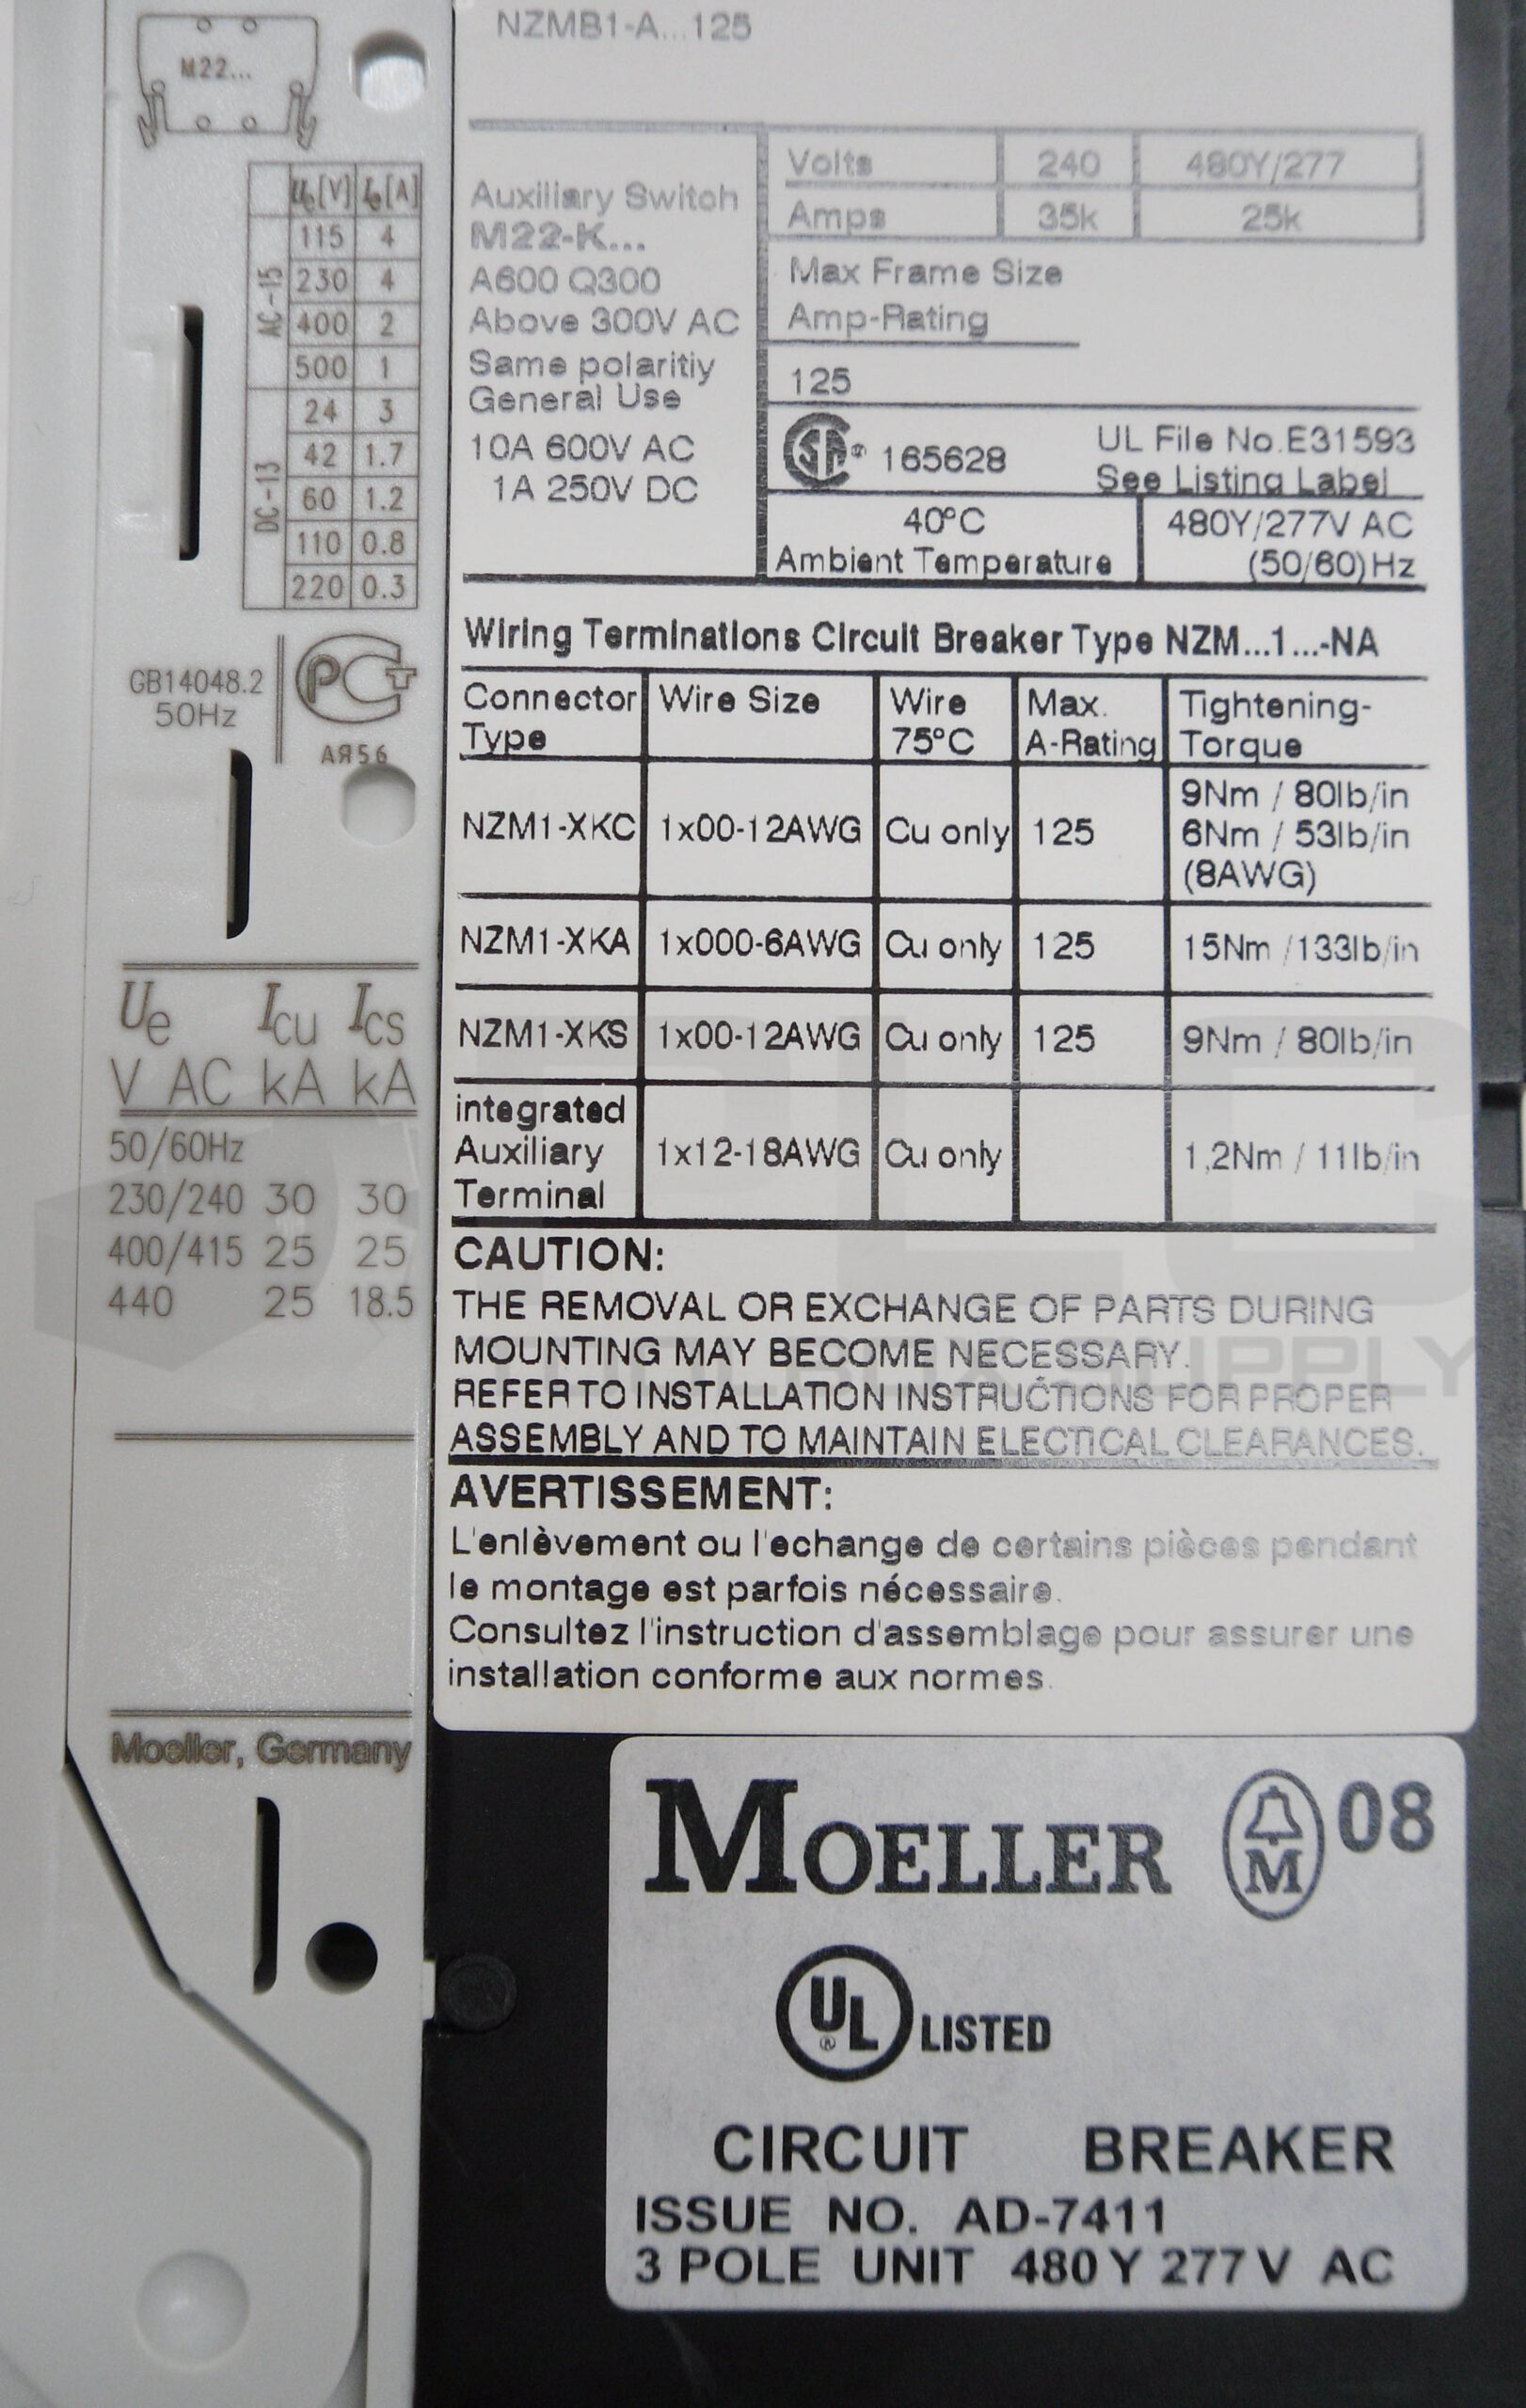 M22...
Ue[V] Ie[A]
AC-15
115 4
230 4
400 2
500 1
DC-13
24 3
42 1.7
60 1.2
110 0.8
220 0.3
GB14048.2
50Hz
PCT
АЯ56
Ue Icu Ics
V AC kA kA
50/60Hz
230/240 30 30
400/415 25 25
440 25 18.5
Moeller, Germany
NZMB1-A...125
Auxiliary Switch
M22-K...
A600 Q300
Above 300V AC
Same polaritiy
General Use
10A 600V AC
1A 250V DC
Volts 240 480Y/277
Amps 35k 25k
Max Frame Size
Amp-Rating
125
CSA® 165628
UL File No.E31593
See Listing Label
40°C
Ambient Temperature
480Y/277V AC
(50/60)Hz
Wiring Terminations Circuit Breaker Type NZM...1...-NA
Connector Type Wire Size Wire 75°C Max. A-Rating Tightening-Torque
NZM1-XKC 1x00-12AWG Cu only 125 9Nm / 80lb/in
6Nm / 53lb/in
(8AWG)
NZM1-XKA 1x000-6AWG Cu only 125 15Nm /133lb/in
NZM1-XKS 1x00-12AWG Cu only 125 9Nm / 80lb/in
integrated
Auxiliary
Terminal
1x12-18AWG Cu only 1,2Nm / 11lb/in
CAUTION:
THE REMOVAL OR EXCHANGE OF PARTS DURING
MOUNTING MAY BECOME NECESSARY.
REFER TO INSTALLATION INSTRUCTIONS FOR PROPER
ASSEMBLY AND TO MAINTAIN ELECTICAL CLEARANCES.
AVERTISSEMENT:
L'enlèvement ou l'echange de certains pièces pendant
le montage est parfois nécessaire.
Consultez l'instruction d'assemblage pour assurer une
installation conforme aux normes.
MOELLER
M
08
UL
® LISTED
CIRCUIT BREAKER
ISSUE NO. AD-7411
3 POLE UNIT 480Y 277V AC